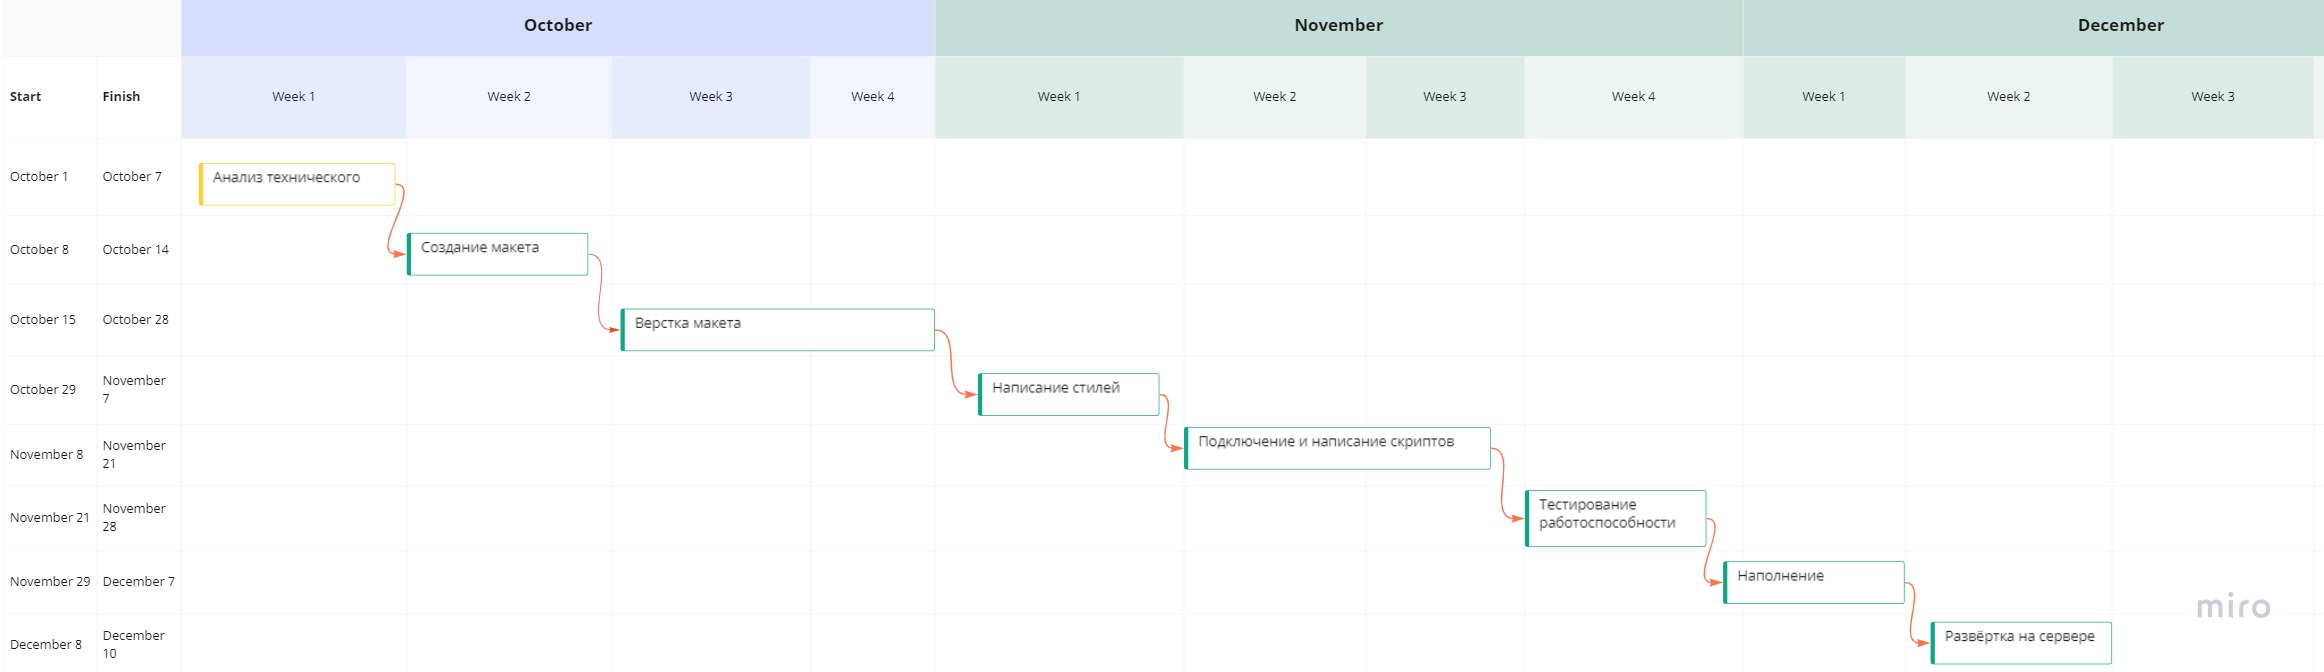 October
November
December
Start
Finish
Week 1
Week 2
Week 3
Week 4
Week 1
Week 2
Week 3
Week 4
Week 1
Week 2
Week 3
October 1
October 7
Анализ технического
October 8
October 14
Создание макета
October 15
October 28
Верстка макета
October 29
November
7
Написание стилей
November 8
November
21
Подключение и написание скриптов
November 21
November
28
Тестирование
работоспособности
November 29
December 7
Наполнение
December 8
December
10
Развёртка на сервере
miro